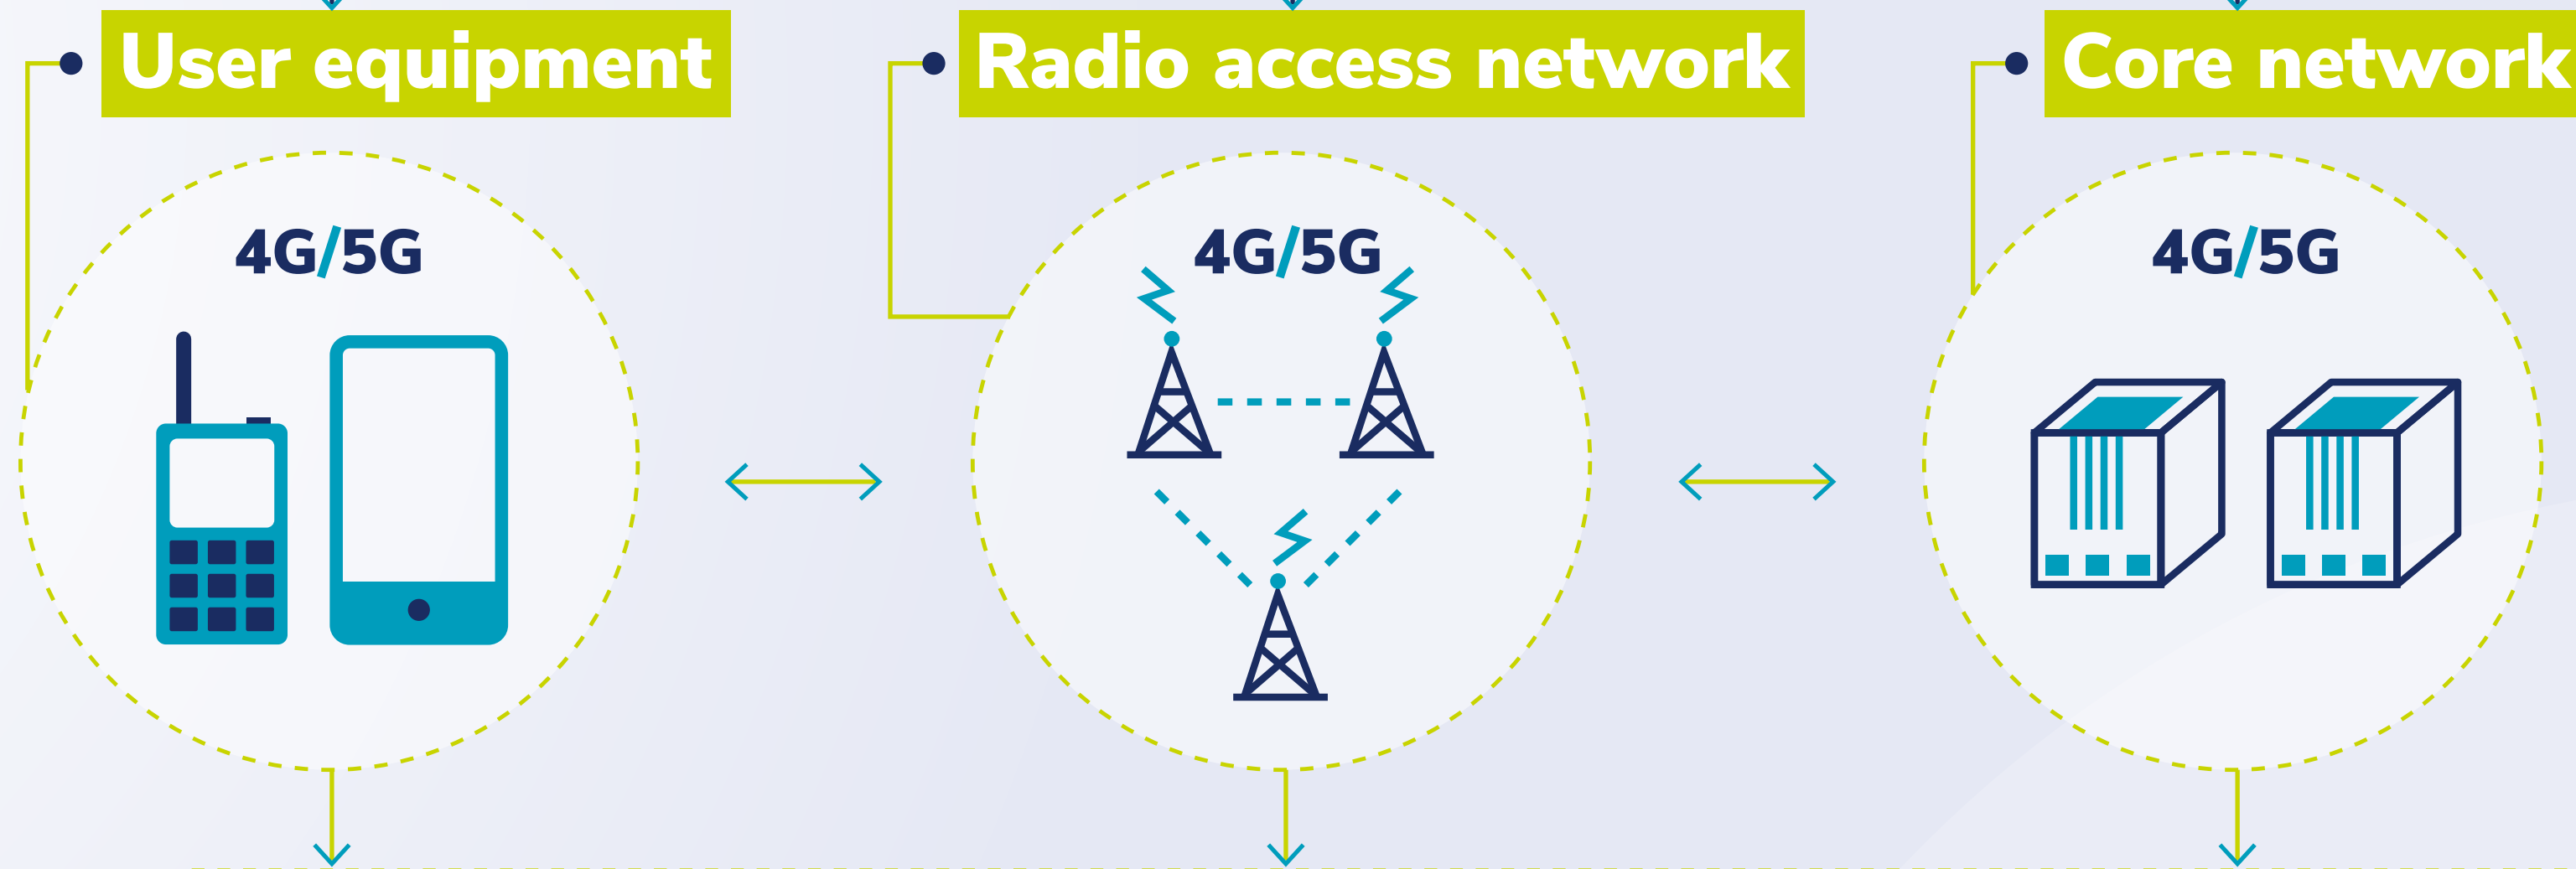 User equipment
Radio access network
Core network
4G/5G
4G/5G
4G/5G